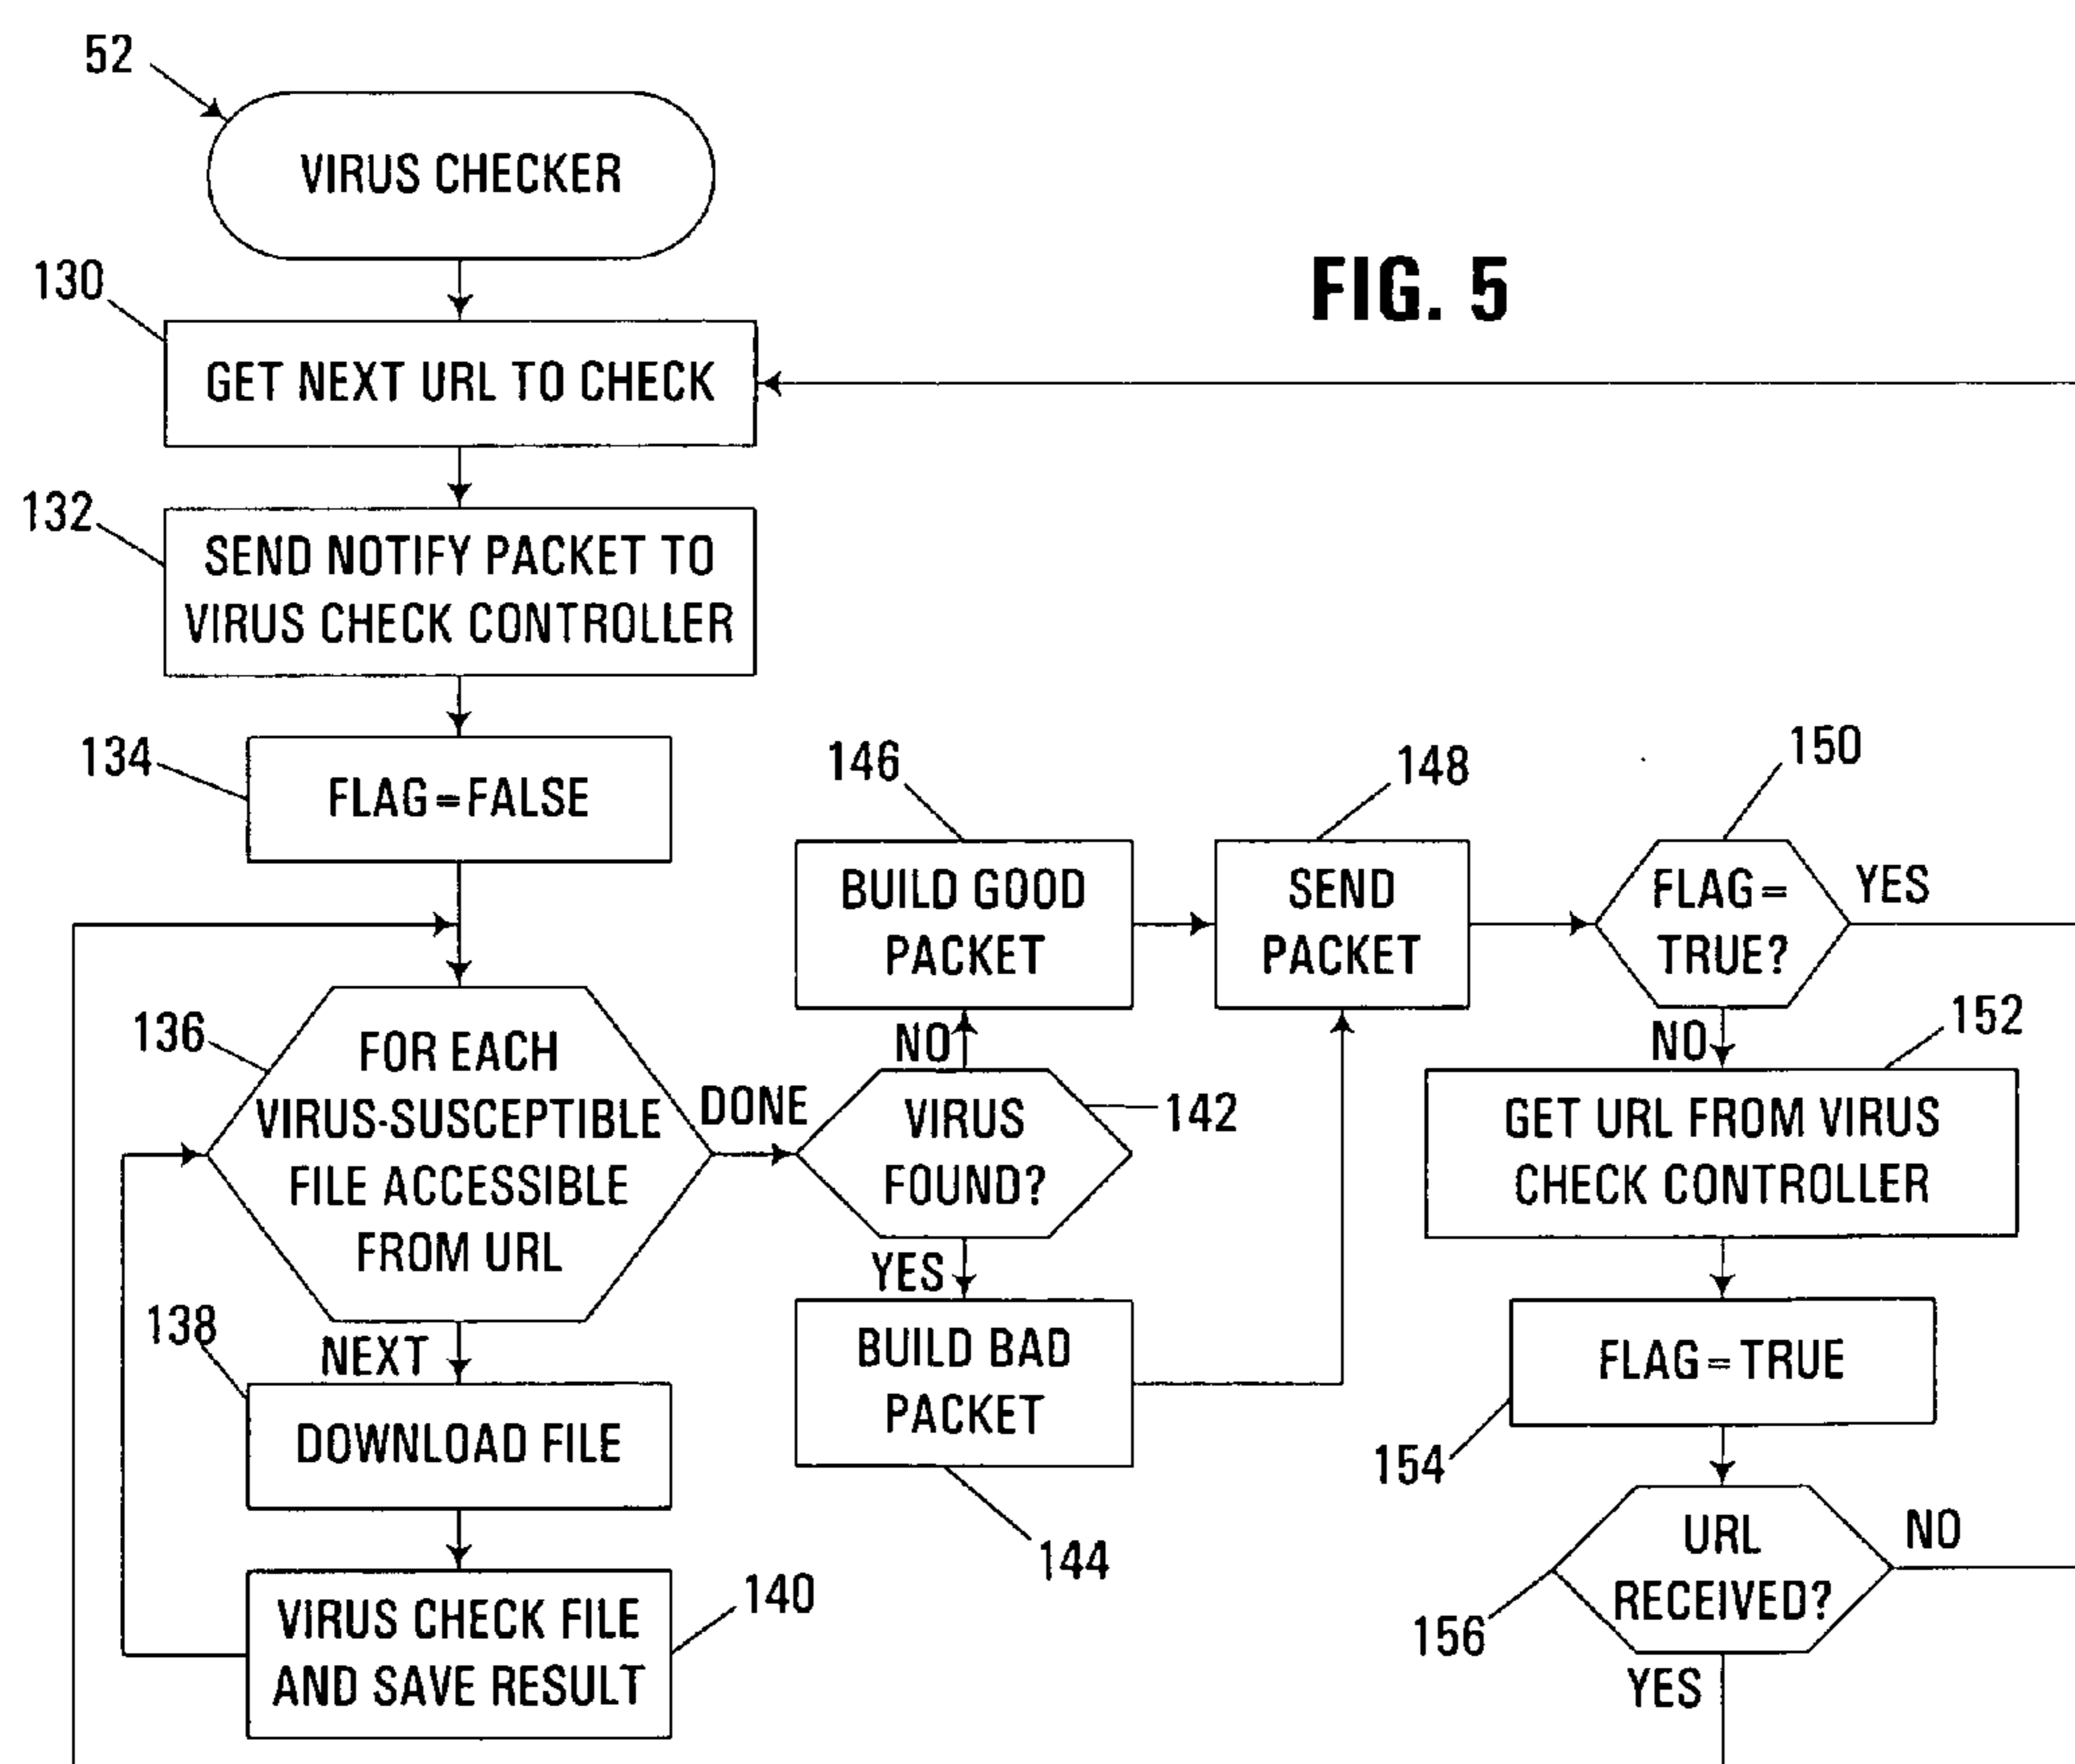 52
VIRUS CHECKER
FIG. 5
130
GET NEXT URL TO CHECK
132
SEND NOTIFY PACKET TO
VIRUS CHECK CONTROLLER
134
FLAG=FALSE
136
FOR EACH
VIRUS-SUSCEPTIBLE
FILE ACCESSIBLE
FROM URL
DONE
NEXT
138
DOWNLOAD FILE
140
VIRUS CHECK FILE
AND SAVE RESULT
142
VIRUS
FOUND?
NO
YES
146
BUILD GOOD
PACKET
144
BUILD BAD
PACKET
148
SEND
PACKET
150
FLAG=
TRUE?
YES
NO
152
GET URL FROM VIRUS
CHECK CONTROLLER
154
FLAG=TRUE
156
URL
RECEIVED?
NO
YES